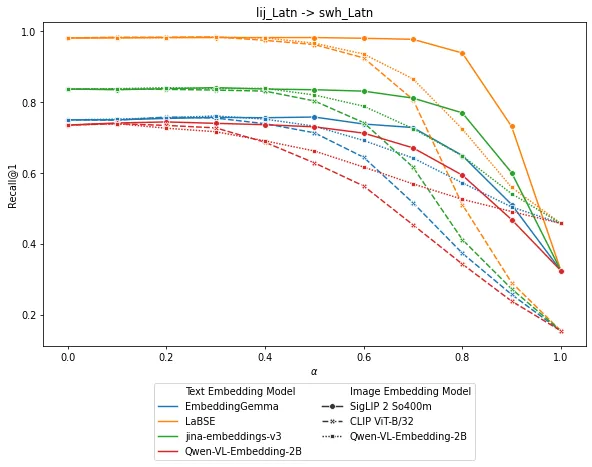 lij_Latn -> swh_Latn
Recall@1
1.0
0.8
0.6
0.4
0.2
0.0 0.2 0.4 0.6 0.8 1.0
α
Text Embedding Model
EmbeddingGemma
LaBSE
jina-embeddings-v3
Qwen-VL-Embedding-2B
Image Embedding Model
SigLIP 2 So400m
CLIP ViT-B/32
Qwen-VL-Embedding-2B